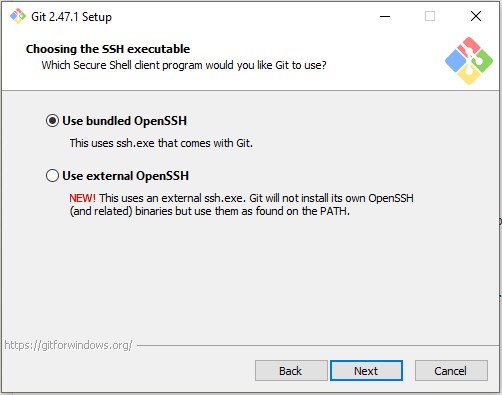 Git 2.47.1 Setup
Choosing the SSH executable
Which Secure Shell client program would you like Git to use?
Use bundled OpenSSH
This uses ssh.exe that comes with Git.
Use external OpenSSH
NEW! This uses an external ssh.exe. Git will not install its own OpenSSH
(and related) binaries but use them as found on the PATH.
https://gitforwindows.org/
Back Next Cancel